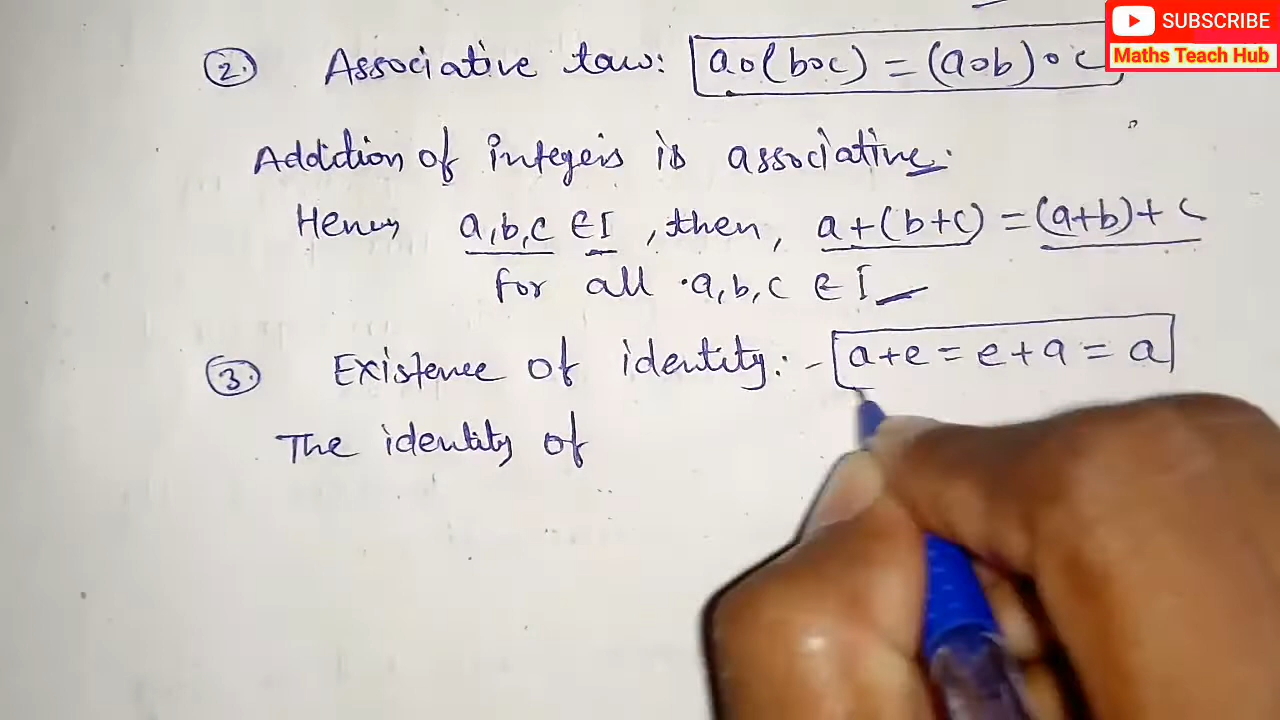 SUBSCRIBE
Maths Teach Hub
② Associative law: a∘(b∘c) = (a∘b)∘c
Addition of integers is associative.
Hence, a,b,c ∈ I, then, a+(b+c) = (a+b)+c
for all a,b,c ∈ I
③ Existence of identity:- a+e = e+a = a
The identity of